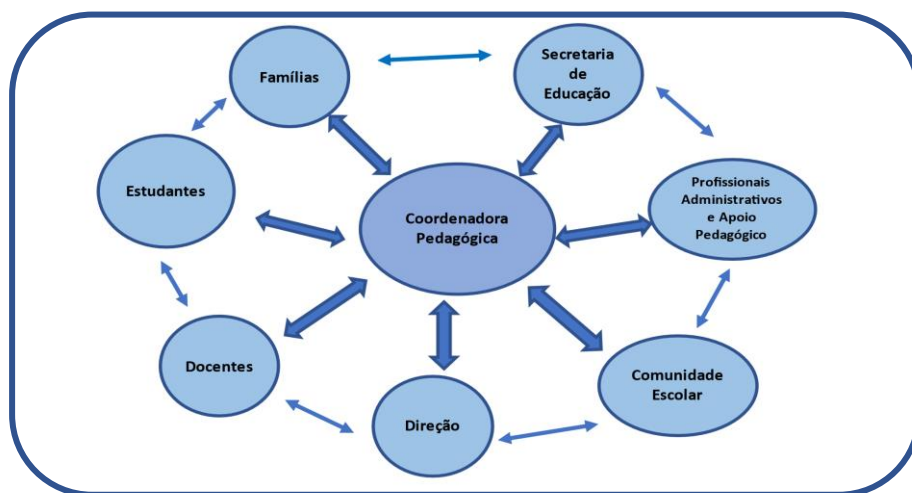 Famílias
Secretaria
de
Educação
Estudantes
Coordenadora
Pedagógica
Profissionais
Administrativos
e Apoio
Pedagógico
Docentes
Direção
Comunidade
Escolar